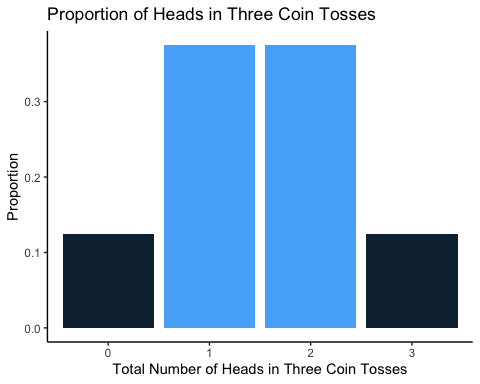 Proportion of Heads in Three Coin Tosses
0.3
0.2
0.1
0.0
Proportion
0 1 2 3
Total Number of Heads in Three Coin Tosses